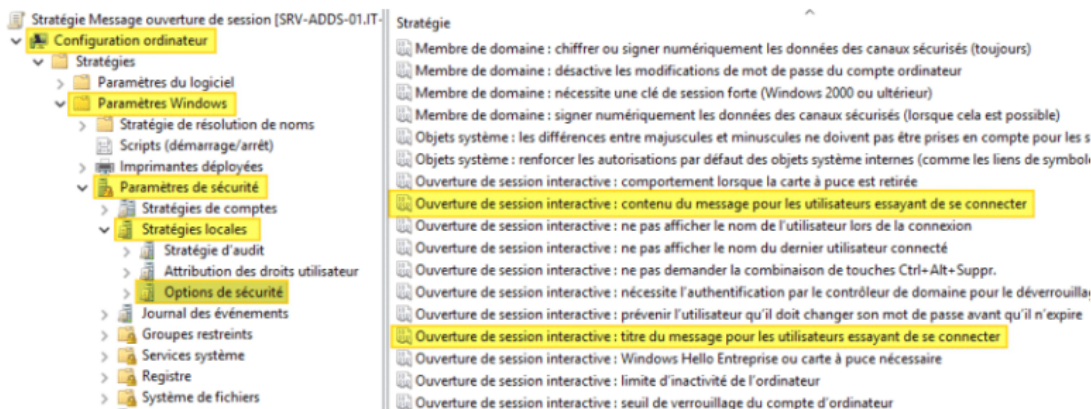 Stratégie Message ouverture de session [SRV-ADDS-01.IT-
Configuration ordinateur
Stratégies
Paramètres du logiciel
Paramètres Windows
Stratégie de résolution de noms
Scripts (démarrage/arrêt)
Imprimantes déployées
Paramètres de sécurité
Stratégies de comptes
Stratégies locales
Stratégie d'audit
Attribution des droits utilisateur
Options de sécurité
Journal des événements
Groupes restreints
Services système
Registre
Système de fichiers
Stratégie
Membre de domaine : chiffrer ou signer numériquement les données des canaux sécurisés (toujours)
Membre de domaine : désactive les modifications de mot de passe du compte ordinateur
Membre de domaine : nécessite une clé de session forte (Windows 2000 ou ultérieur)
Membre de domaine : signer numériquement les données des canaux sécurisés (lorsque cela est possible)
Objets système : les différences entre majuscules et minuscules ne doivent pas être prises en compte pour les s
Objets système : renforcer les autorisations par défaut des objets système internes (comme les liens de symbole
Ouverture de session interactive : comportement lorsque la carte à puce est retirée
Ouverture de session interactive : contenu du message pour les utilisateurs essayant de se connecter
Ouverture de session interactive : ne pas afficher le nom de l'utilisateur lors de la connexion
Ouverture de session interactive : ne pas afficher le nom du dernier utilisateur connecté
Ouverture de session interactive : ne pas demander la combinaison de touches Ctrl+Alt+Suppr.
Ouverture de session interactive : nécessite l'authentification par le contrôleur de domaine pour le déverrouillag
Ouverture de session interactive : prévenir l'utilisateur qu'il doit changer son mot de passe avant qu'il n'expire
Ouverture de session interactive : titre du message pour les utilisateurs essayant de se connecter
Ouverture de session interactive : Windows Hello Entreprise ou carte à puce nécessaire
Ouverture de session interactive : limite d'inactivité de l'ordinateur
Ouverture de session interactive : seuil de verrouillage du compte d'ordinateur